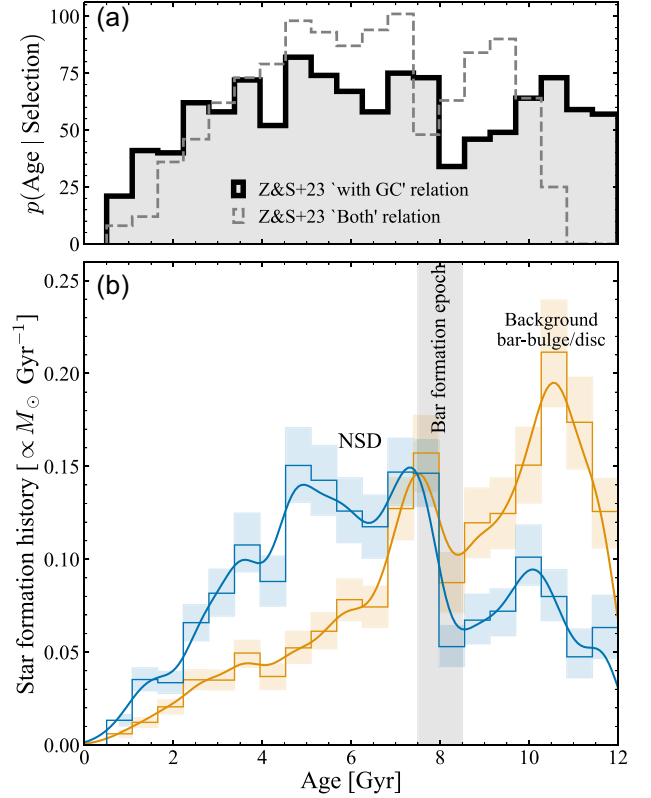 (a)
100
75
50
25
0
p(Age | Selection)
Z&S+23 `with GC' relation
Z&S+23 `Both' relation
(b)
0.25
0.20
0.15
0.10
0.05
0.00
Star formation history [ ∝ M⊙ Gyr⁻¹]
Bar formation epoch
Background
bar-bulge/disc
NSD
0 2 4 6 8 10 12
Age [Gyr]